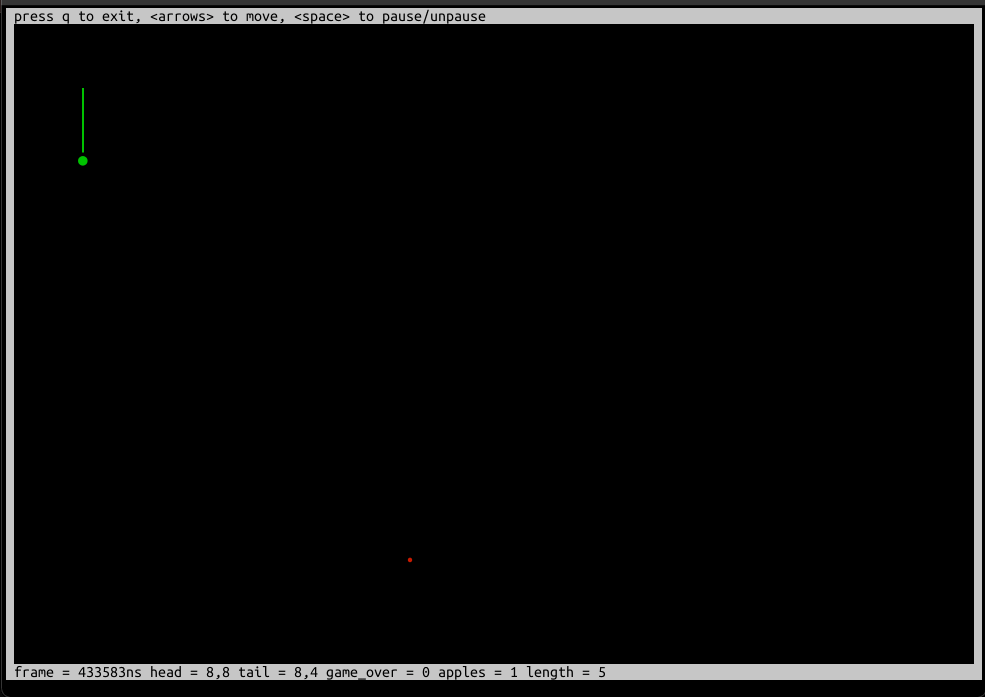 press q to exit, <arrows> to move, <space> to pause/unpause
frame = 433583ns head = 8,8 tail = 8,4 game_over = 0 apples = 1 length = 5